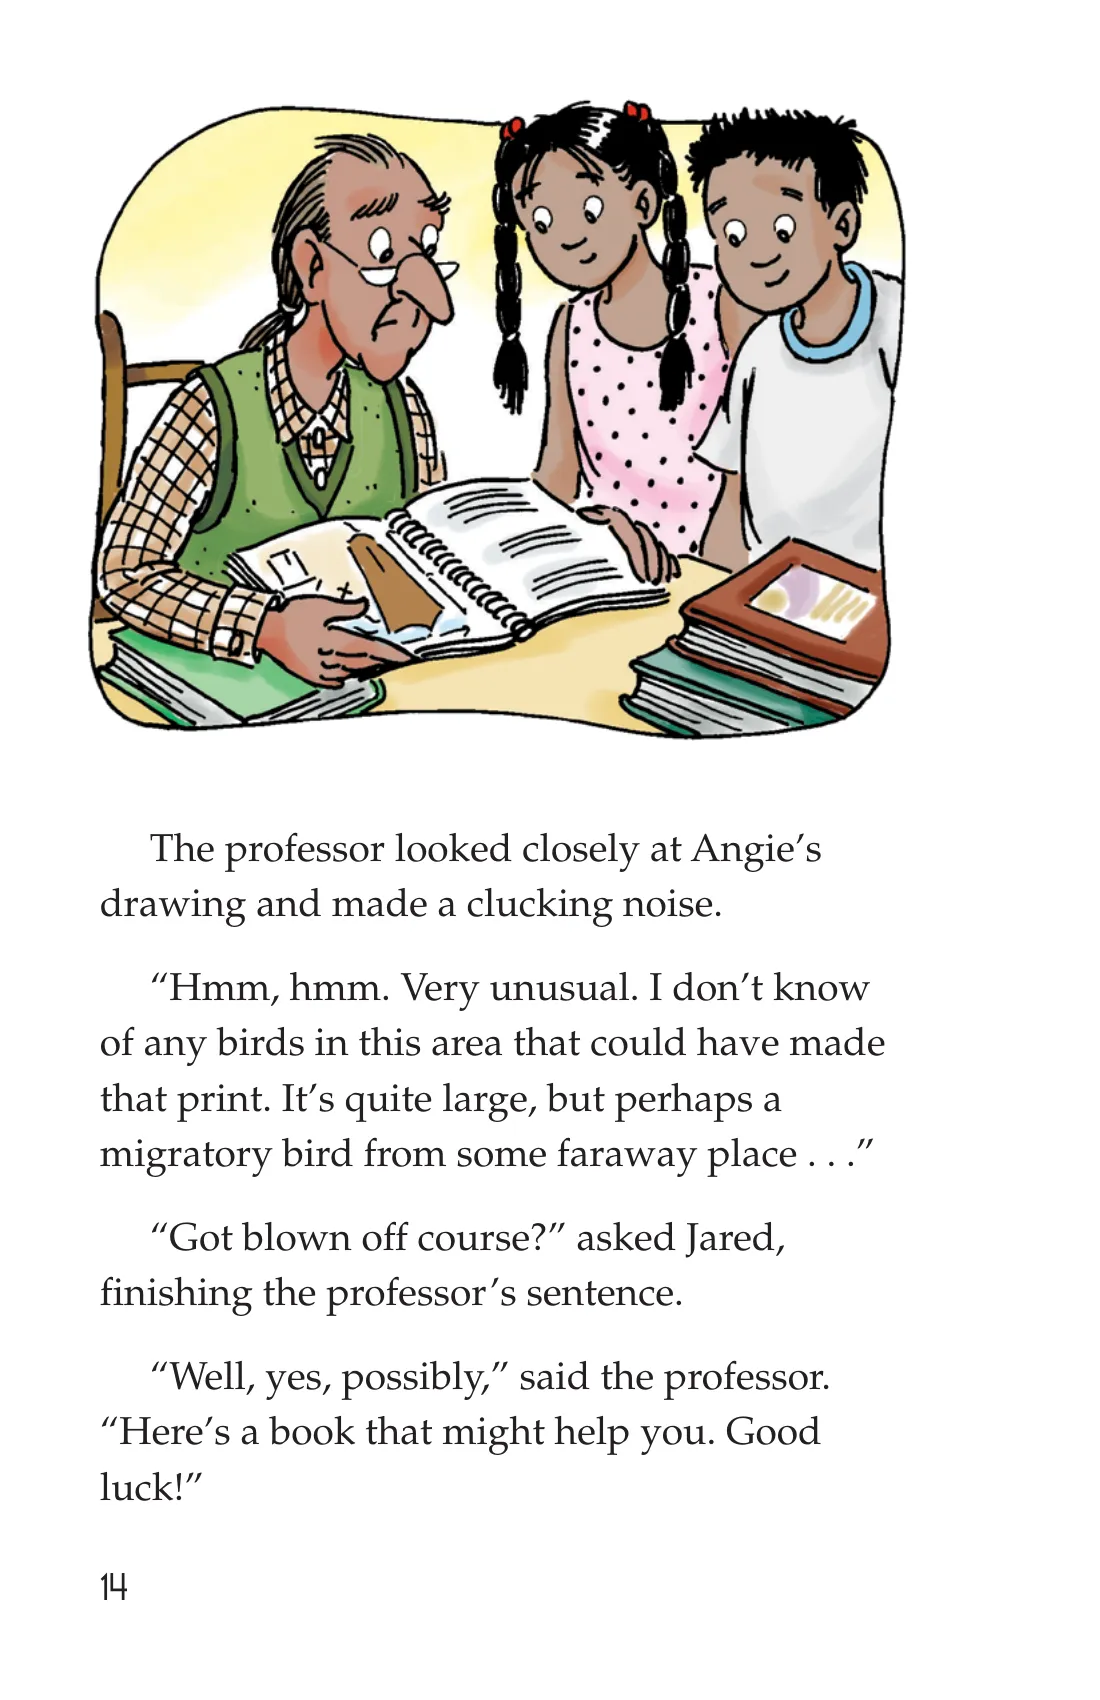 The professor looked closely at Angie’s
drawing and made a clucking noise.
“Hmm, hmm. Very unusual. I don’t know
of any birds in this area that could have made
that print. It’s quite large, but perhaps a
migratory bird from some faraway place . . .”
“Got blown off course?” asked Jared,
finishing the professor’s sentence.
“Well, yes, possibly,” said the professor.
“Here’s a book that might help you. Good
luck!”
14